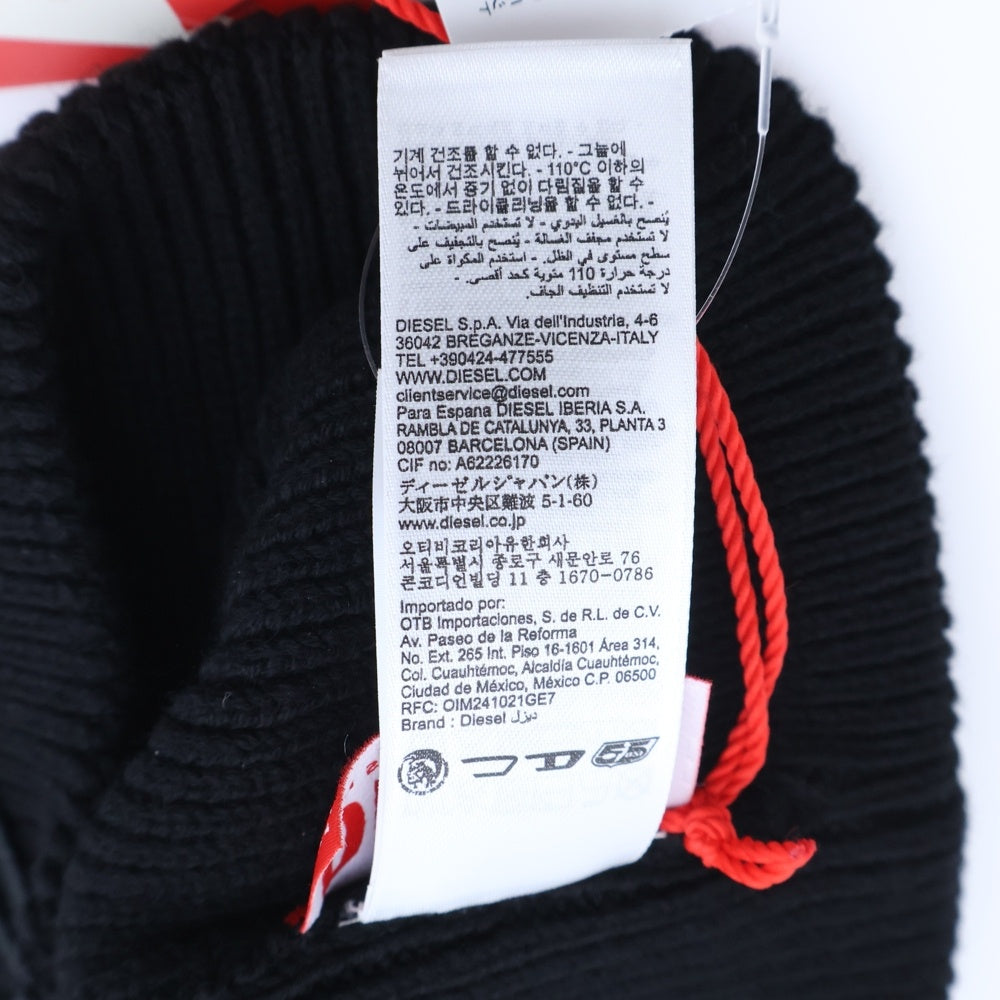 기계 건조를 할 수 없다. - 그늘에
뉘어서 건조시킨다. - 110°C 이하의
온도에서 증기 없이 다림질을 할 수
있다. - 드라이클리닝을 할 수 없다. -
يُنصح بالغسيل اليدوي - لا تستخدم المبيضات -
لا تستخدم مجفف الغسالة - يُنصح بالتجفيف على
سطح مستوى في الظل. - استخدم المكواة على
درجة حرارة 110 مئوية كحد أقصى.
لا تستخدم التنظيف الجاف.
DIESEL S.p.A. Via dell'Industria, 4-6
36042 BREGANZE-VICENZA-ITALY
TEL +390424-477555
WWW.DIESEL.COM
clientservice@diesel.com
Para Espana DIESEL IBERIA S.A.
RAMBLA DE CATALUNYA, 33, PLANTA 3
08007 BARCELONA (SPAIN)
CIF no: A62226170
ディーゼルジャパン(株)
大阪市中央区難波 5-1-60
www.diesel.co.jp
오티비코리아유한회사
서울특별시 종로구 새문안로 76
콘코디언빌딩 11 층 1670-0786
Importado por:
OTB Importaciones, S. de R.L. de C.V.
Av. Paseo de la Reforma
No. Ext. 265 Int. Piso 16-1601 Área 314,
Col. Cuauhtémoc, Alcaldía Cuauhtémoc,
Ciudad de México, México C.P. 06500
RFC: OIM241021GE7
Brand : Diesel ديزل
55